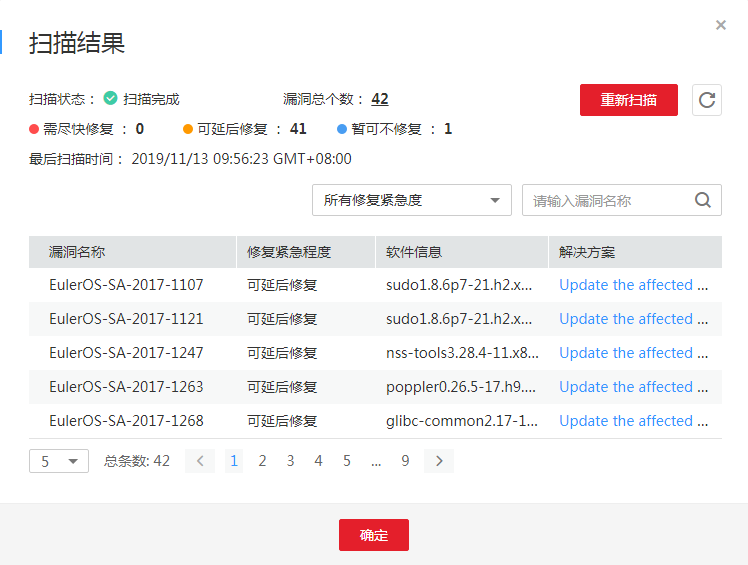 扫描结果
扫描状态： 扫描完成 漏洞总个数： 42 重新扫描
需尽快修复 ： 0 可延后修复 ： 41 暂可不修复 ： 1
最后扫描时间： 2019/11/13 09:56:23 GMT+08:00
所有修复紧急度 请输入漏洞名称
漏洞名称 修复紧急程度 软件信息 解决方案
EulerOS-SA-2017-1107 可延后修复 sudo1.8.6p7-21.h2.x... Update the affected ...
EulerOS-SA-2017-1121 可延后修复 sudo1.8.6p7-21.h2.x... Update the affected ...
EulerOS-SA-2017-1247 可延后修复 nss-tools3.28.4-11.x8... Update the affected ...
EulerOS-SA-2017-1263 可延后修复 poppler0.26.5-17.h9.... Update the affected ...
EulerOS-SA-2017-1268 可延后修复 glibc-common2.17-1... Update the affected ...
5 总条数: 42 1 2 3 4 5 ... 9
确定